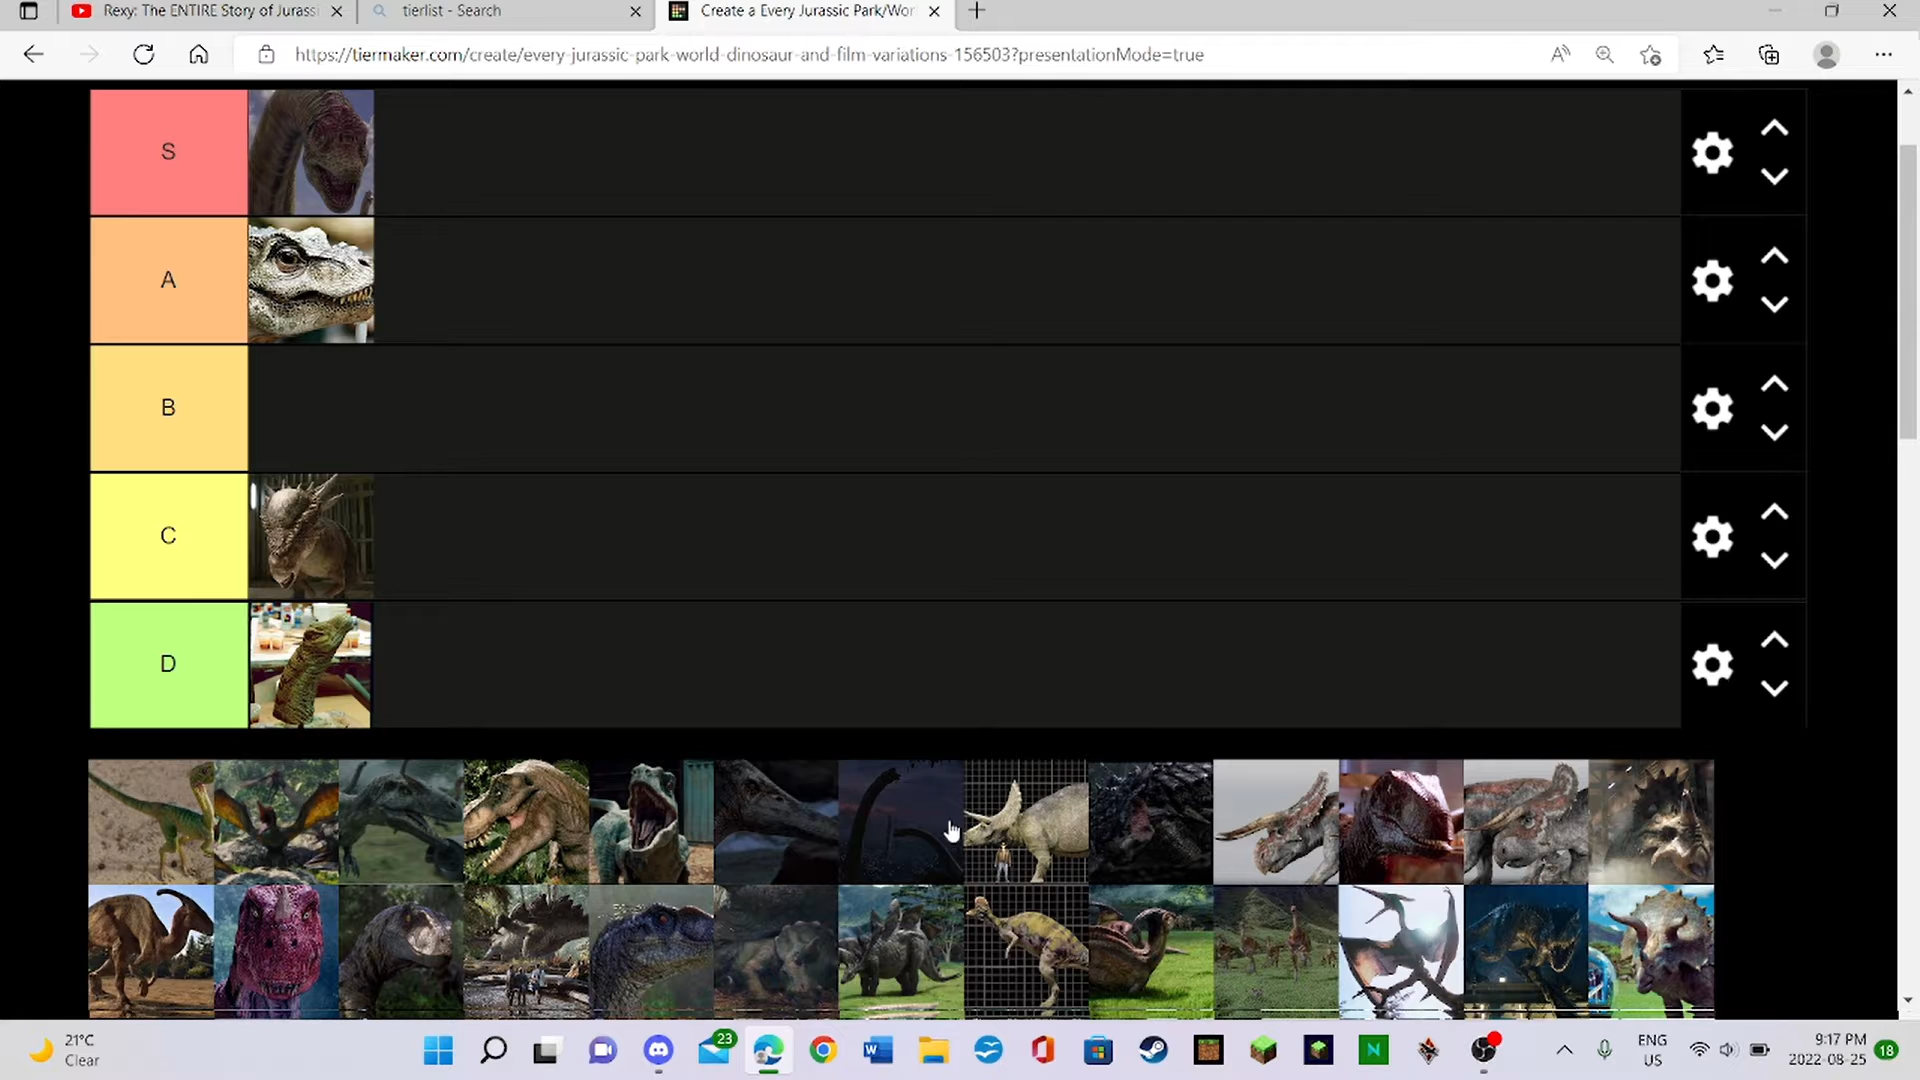 Rexy: The ENTIRE Story of Jurass
tierlist - Search
Create a Every Jurassic Park/Wor
https://tiermaker.com/create/every-jurassic-park-world-dinosaur-and-film-variations-156503?presentationMode=true
S
A
B
C
D
21°C
Clear
23
ENG
US
9:17 PM
2022-08-25
18